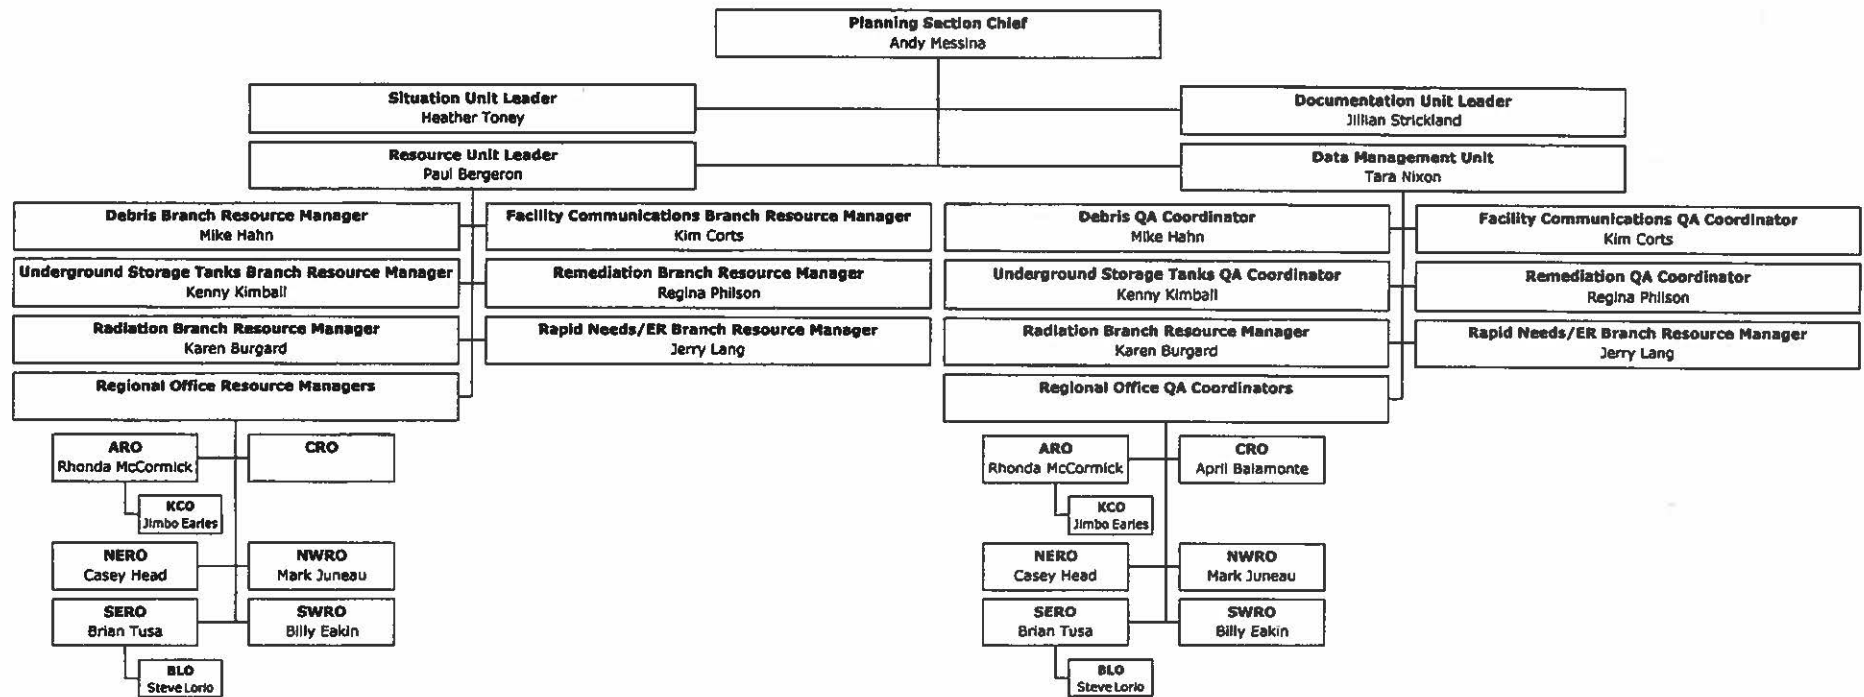 Planning Section Chief
Andy Messina
Situation Unit Leader
Heather Toney
Documentation Unit Leader
Jillian Strickland
Resource Unit Leader
Paul Bergeron
Data Management Unit
Tara Nixon
Debris Branch Resource Manager
Mike Hahn
Facility Communications Branch Resource Manager
Kim Corts
Underground Storage Tanks Branch Resource Manager
Kenny Kimball
Remediation Branch Resource Manager
Regina Philson
Radiation Branch Resource Manager
Karen Burgard
Rapid Needs/ER Branch Resource Manager
Jerry Lang
Regional Office Resource Managers
ARO
Rhonda McCormick
CRO
KCO
Jimbo Earles
NERO
Casey Head
NWRO
Mark Juneau
SERO
Brian Tusa
SWRO
Billy Eakin
BLO
Steve Lorio
Debris QA Coordinator
Mike Hahn
Facility Communications QA Coordinator
Kim Corts
Underground Storage Tanks QA Coordinator
Kenny Kimball
Remediation QA Coordinator
Regina Philson
Radiation Branch Resource Manager
Karen Burgard
Rapid Needs/ER Branch Resource Manager
Jerry Lang
Regional Office QA Coordinators
ARO
Rhonda McCormick
CRO
April Balamonte
KCO
Jimbo Earles
NERO
Casey Head
NWRO
Mark Juneau
SERO
Brian Tusa
SWRO
Billy Eakin
BLO
Steve Lorio